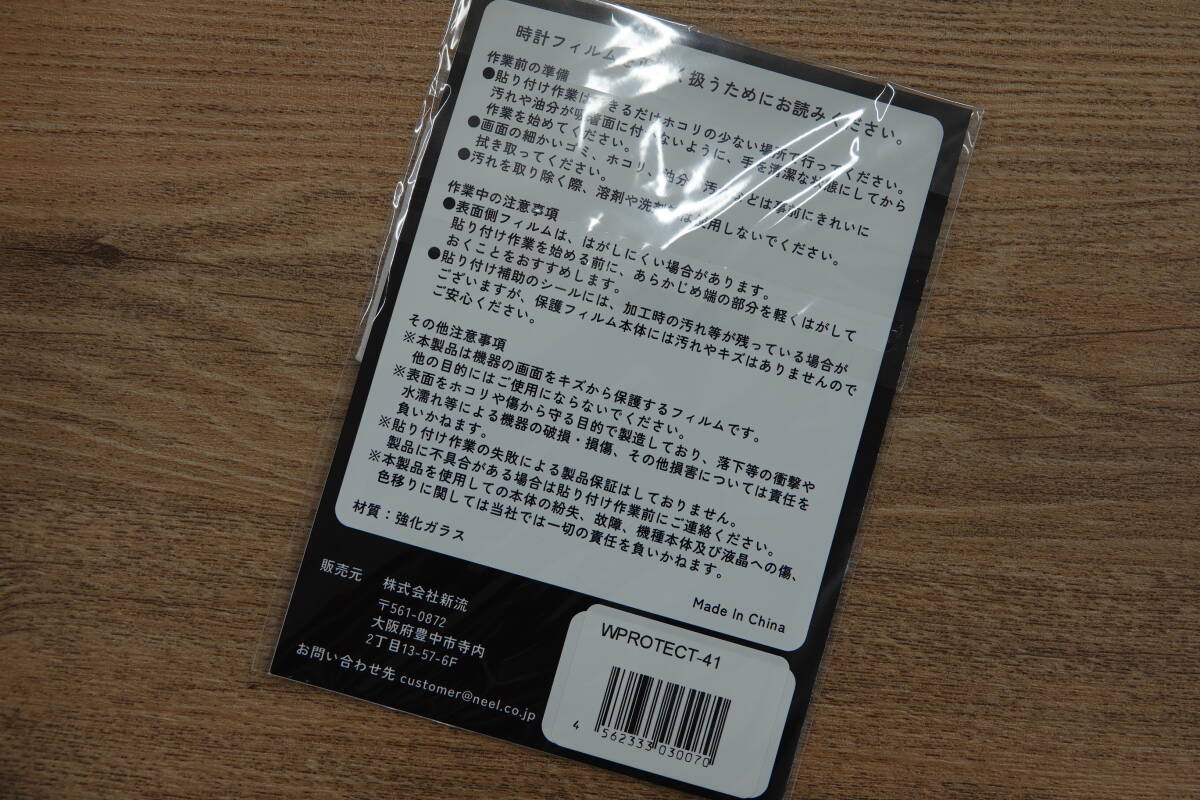 時計フィルム く扱うためにお読みください。
作業前の準備
●貼り付け作業は きるだけホコリの少ない場所で行ってください。
汚れや油分が吸着面に付 ないように、手を清潔な状態にしてから
作業を始めてください。
●画面の細かいゴミ、ホコリ、油分 汚 とは事前にきれいに
拭き取ってください。
●汚れを取り除く際、溶剤や洗剤 は 用しないでください。
作業中の注意事項
●表面側フィルムは、はがしにくい場合があります。
貼り付け作業を始める前に、あらかじめ端の部分を軽くはがして
おくことをおすすめします。
●貼り付け補助のシールには、加工時の汚れ等が残っている場合が
ございますが、保護フィルム本体には汚れやキズはありませんので
ご安心ください。
その他注意事項
※本製品は機器の画面をキズから保護するフィルムです。
他の目的にはご使用にならないでください。
※表面をホコリや傷から守る目的で製造しており、落下等の衝撃や
水濡れ等による機器の破損・損傷、その他損害については責任を
負いかねます。
※貼り付け作業の失敗による製品保証はしておりません。
製品に不具合がある場合は貼り付け作業前にご連絡ください。
※本製品を使用しての本体の紛失、故障、機種本体及び液晶への傷、
色移りに関しては当社では一切の責任を負いかねます。
材質：強化ガラス
Made In China
販売元 株式会社新流
〒561-0872
大阪府豊中市寺内
2丁目13-57-6F
お問い合わせ先 customer@neel.co.jp
WPROTECT-41
4 562333 030070